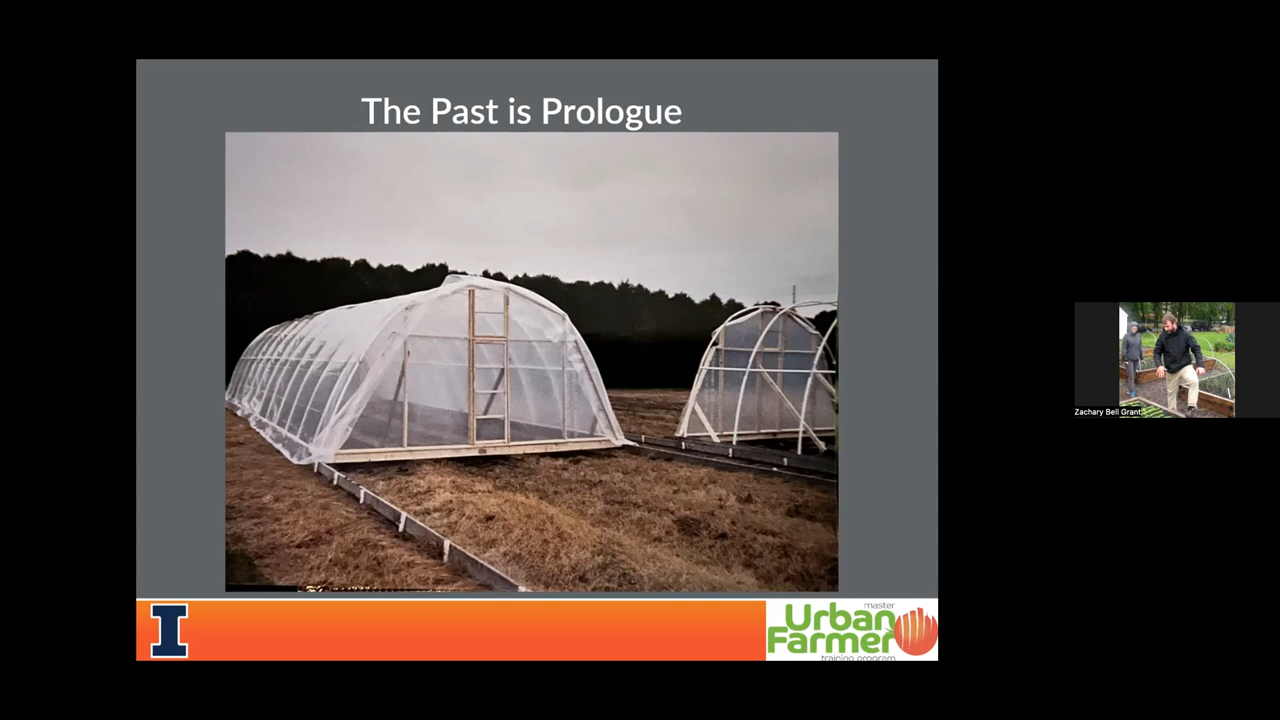 The Past is Prologue
Zachary Bell Grant
I
master
Urban
Farmer
training program